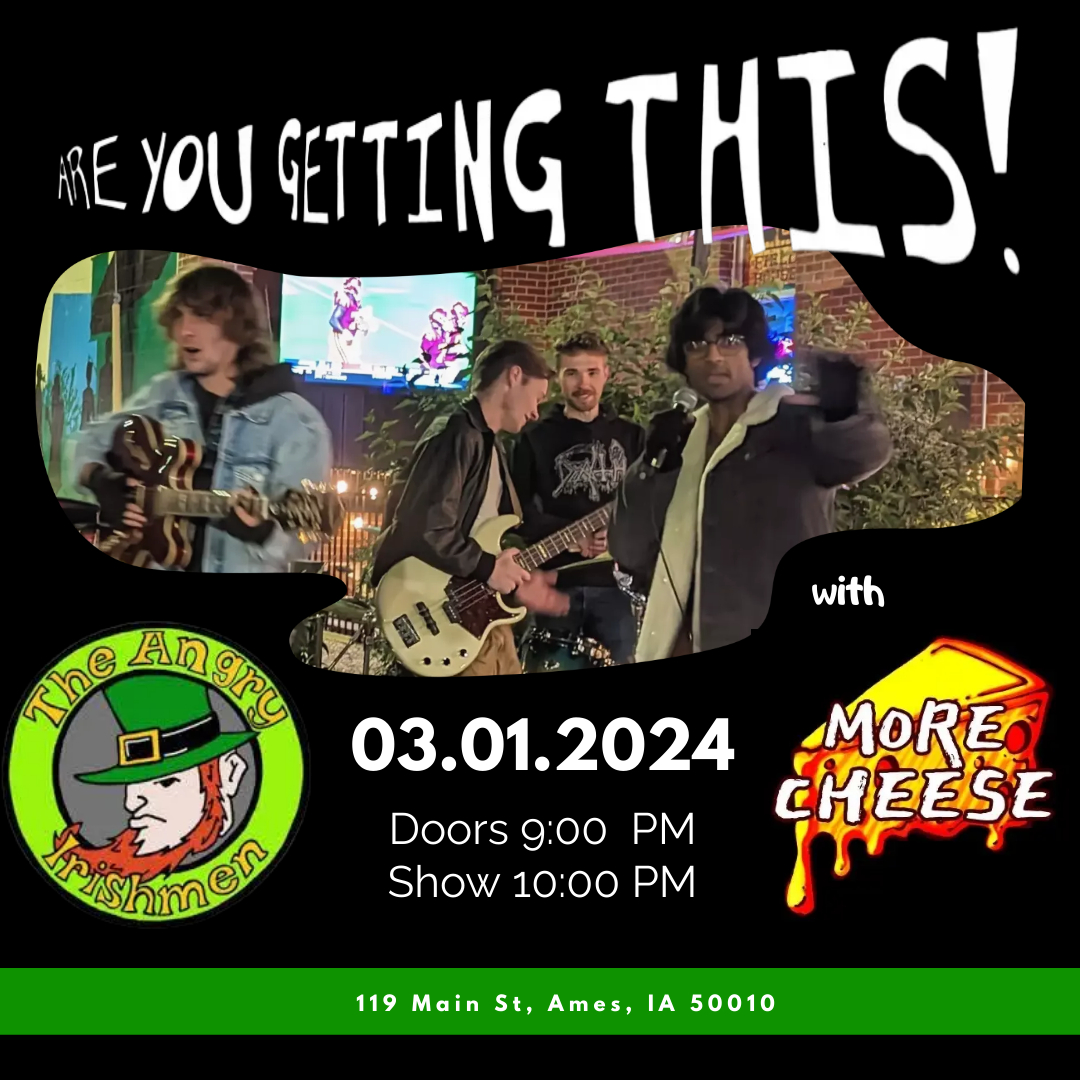 ARE YOU GETTING THIS!
DEATH
with
The Angry
Irishmen
MORE
CHEESE
03.01.2024
Doors 9:00 PM
Show 10:00 PM
119 Main St, Ames, IA 50010